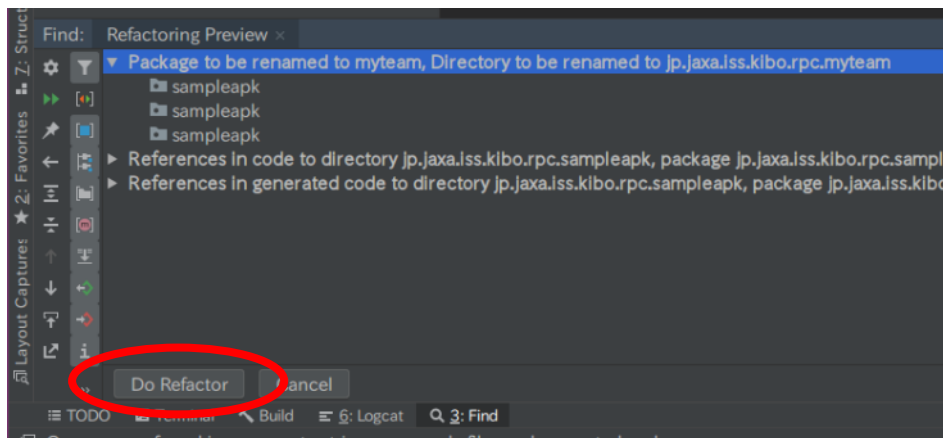 Z: Struct
2: Favorites
Layout Captures
Find: Refactoring Preview ×
Package to be renamed to myteam, Directory to be renamed to jp.jaxa.iss.kibo.rpc.myteam
sampleapk
sampleapk
sampleapk
References in code to directory jp.jaxa.iss.kibo.rpc.sampleapk, package jp.jaxa.iss.kibo.rpc.sampl
References in generated code to directory jp.jaxa.iss.kibo.rpc.sampleapk, package jp.jaxa.iss.kibo
Do Refactor Cancel
TODO Terminal Build 6: Logcat 3: Find